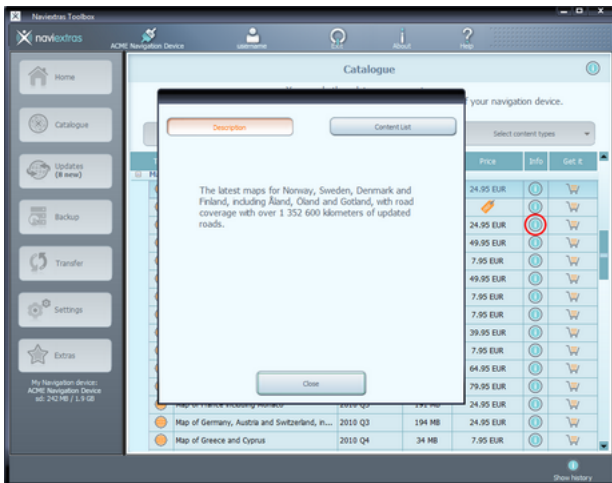 Naviextras Toolbox
naviextras
ACME Navigation Device
username
Exit
About
Help
Home
Catalogue
Updates
(8 new)
Backup
Transfer
Settings
Extras
My Navigation device:
ACME Navigation Device
sd: 242 MB / 1.9 GB
Catalogue
f your navigation device.
Select content types
Price Info Get it
Description
Content List
The latest maps for Norway, Sweden, Denmark and
Finland, including Åland, Öland and Gotland, with road
coverage with over 1 352 600 kilometers of updated
roads.
Close
24.95 EUR
24.95 EUR
49.95 EUR
7.95 EUR
49.95 EUR
7.95 EUR
7.95 EUR
39.95 EUR
7.95 EUR
64.95 EUR
79.95 EUR
Map of France including Monaco 2010 Q3 191 MB 24.95 EUR
Map of Germany, Austria and Switzerland, in... 2010 Q3 194 MB 24.95 EUR
Map of Greece and Cyprus 2010 Q4 34 MB 7.95 EUR
Show history